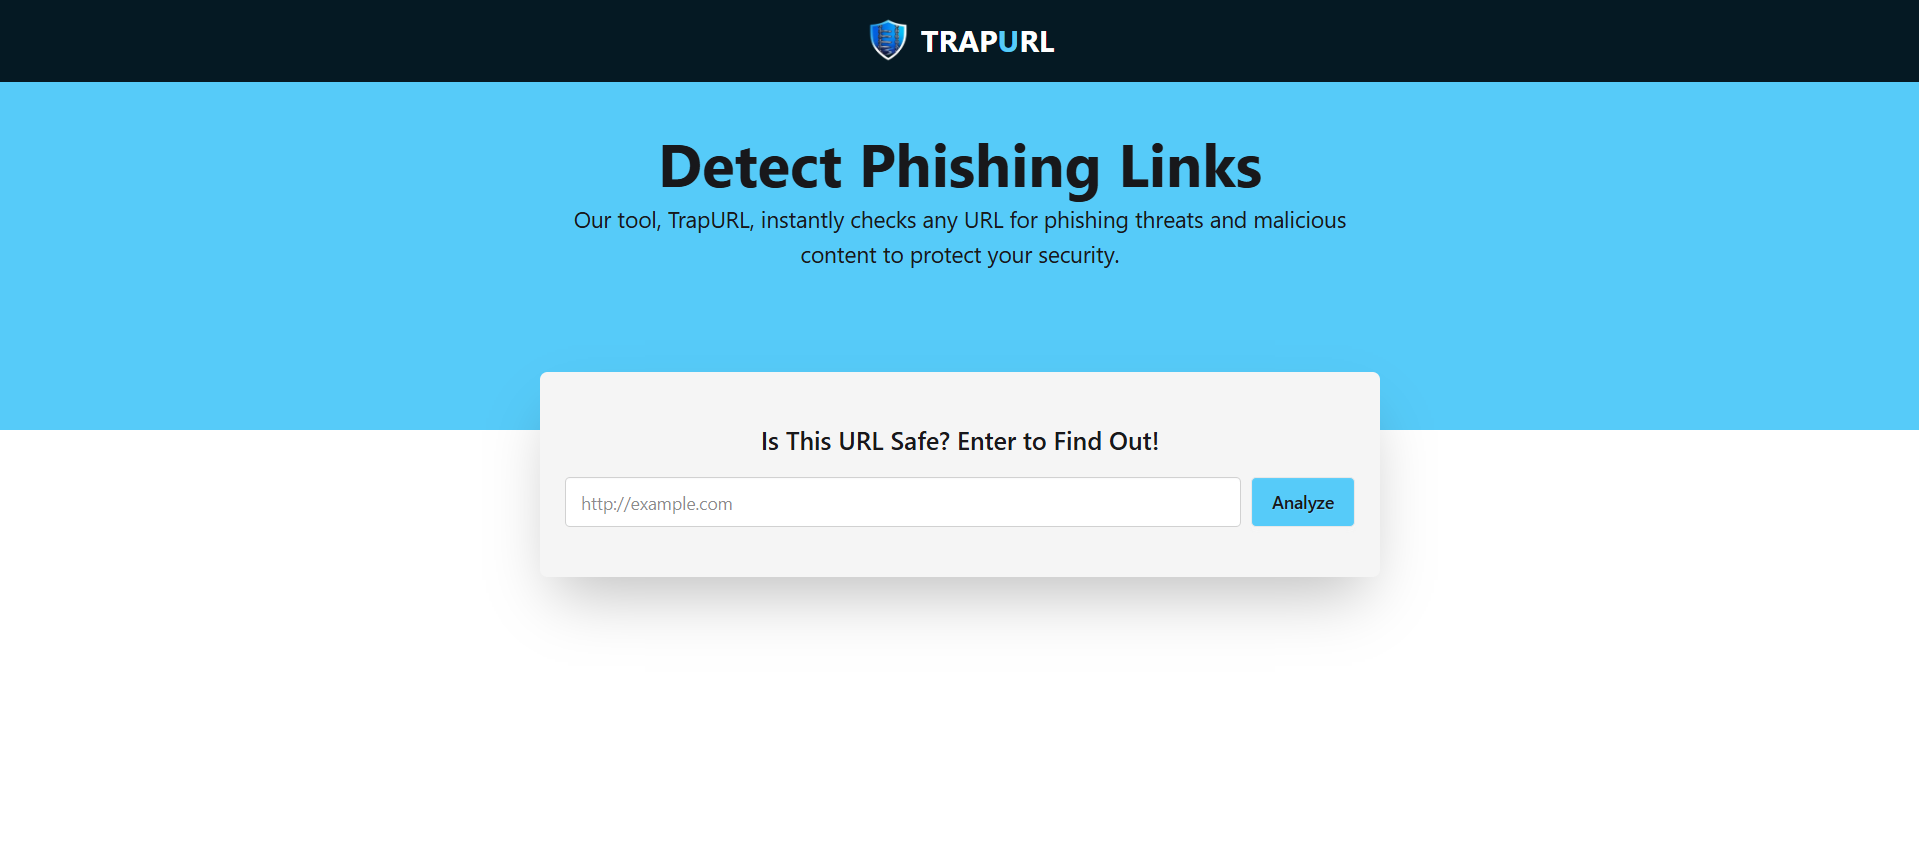 TRAPURL
Detect Phishing Links
Our tool, TrapURL, instantly checks any URL for phishing threats and malicious
content to protect your security.
Is This URL Safe? Enter to Find Out!
http://example.com
Analyze